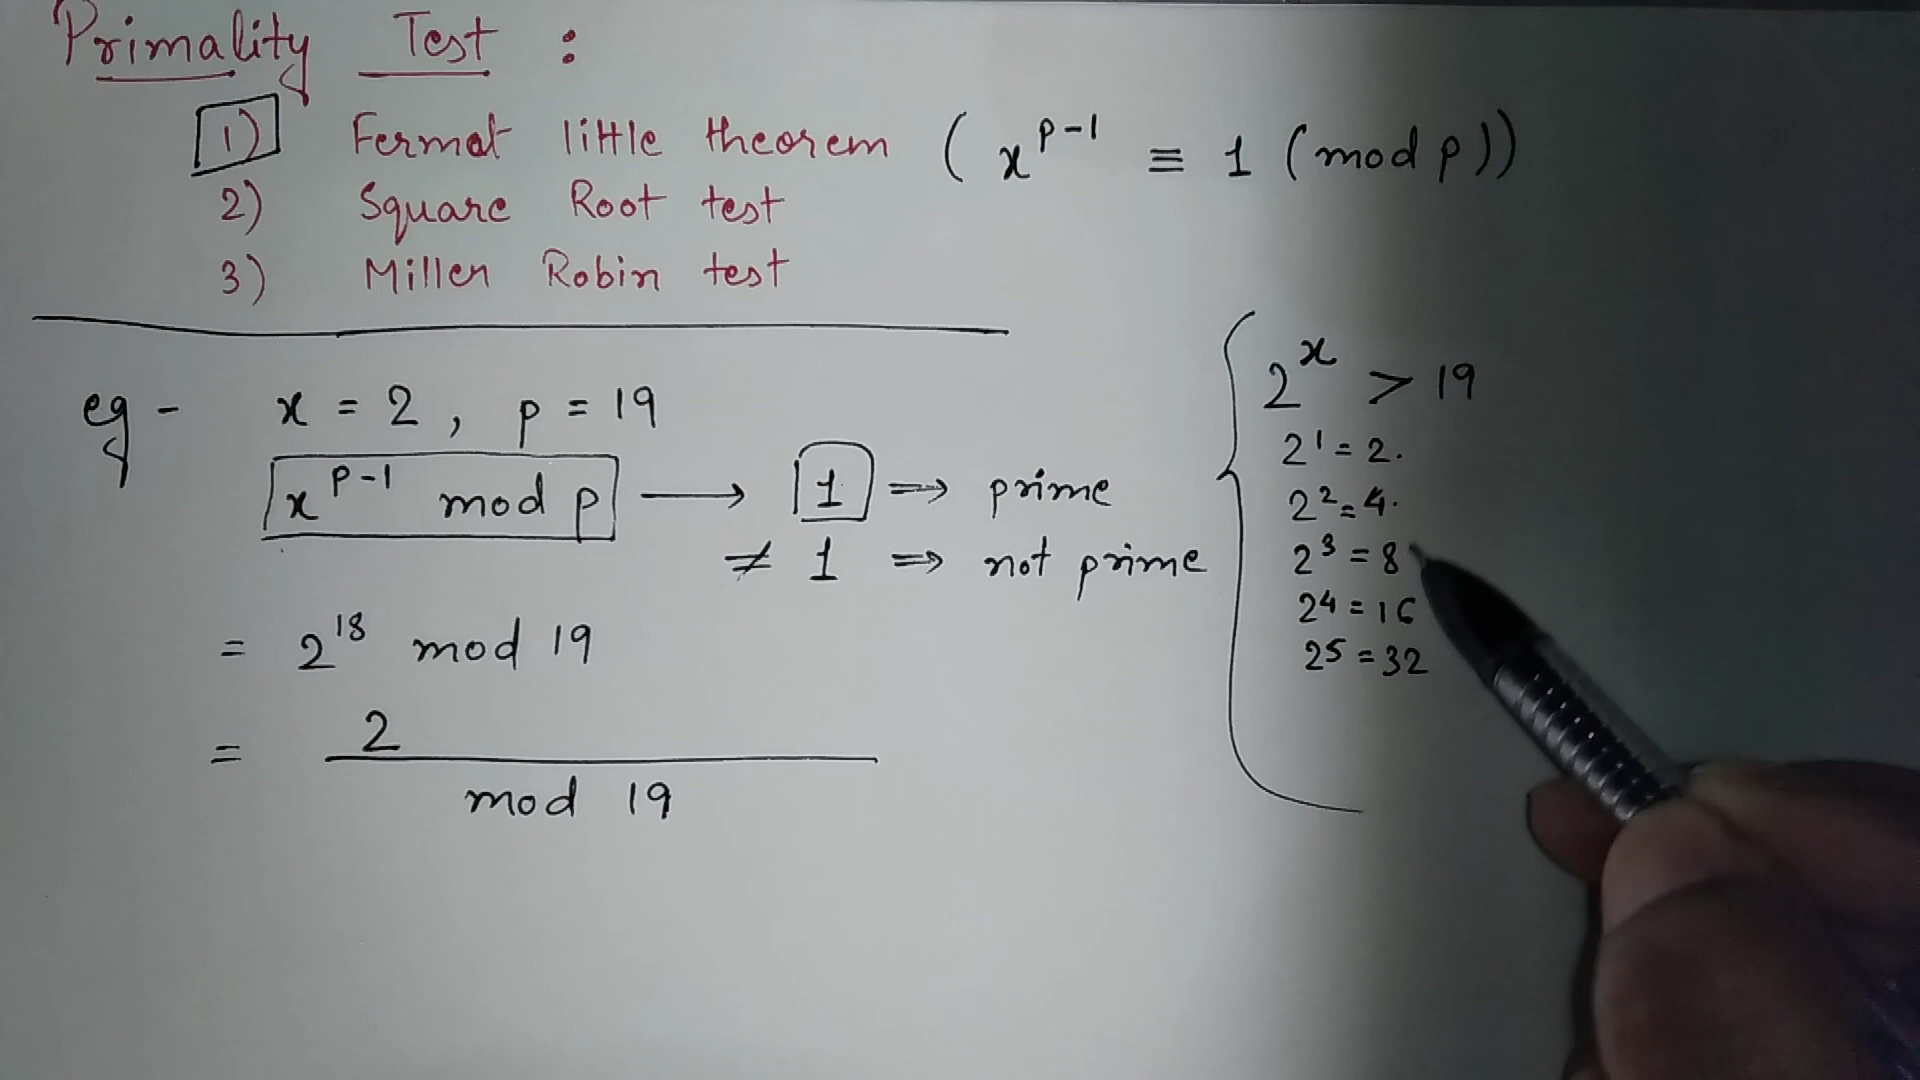 Primality Test :
1) Fermat little theorem ( x^{p-1} ≡ 1 (mod p))
2) Square Root test
3) Miller Robin test
eg - x = 2 , p = 19
x^{p-1} mod p → 1 ⇒ prime
≠ 1 ⇒ not prime
= 2^{18} mod 19
= 2
mod 19
2^x > 19
2^1 = 2.
2^2 = 4.
2^3 = 8
2^4 = 16
2^5 = 32